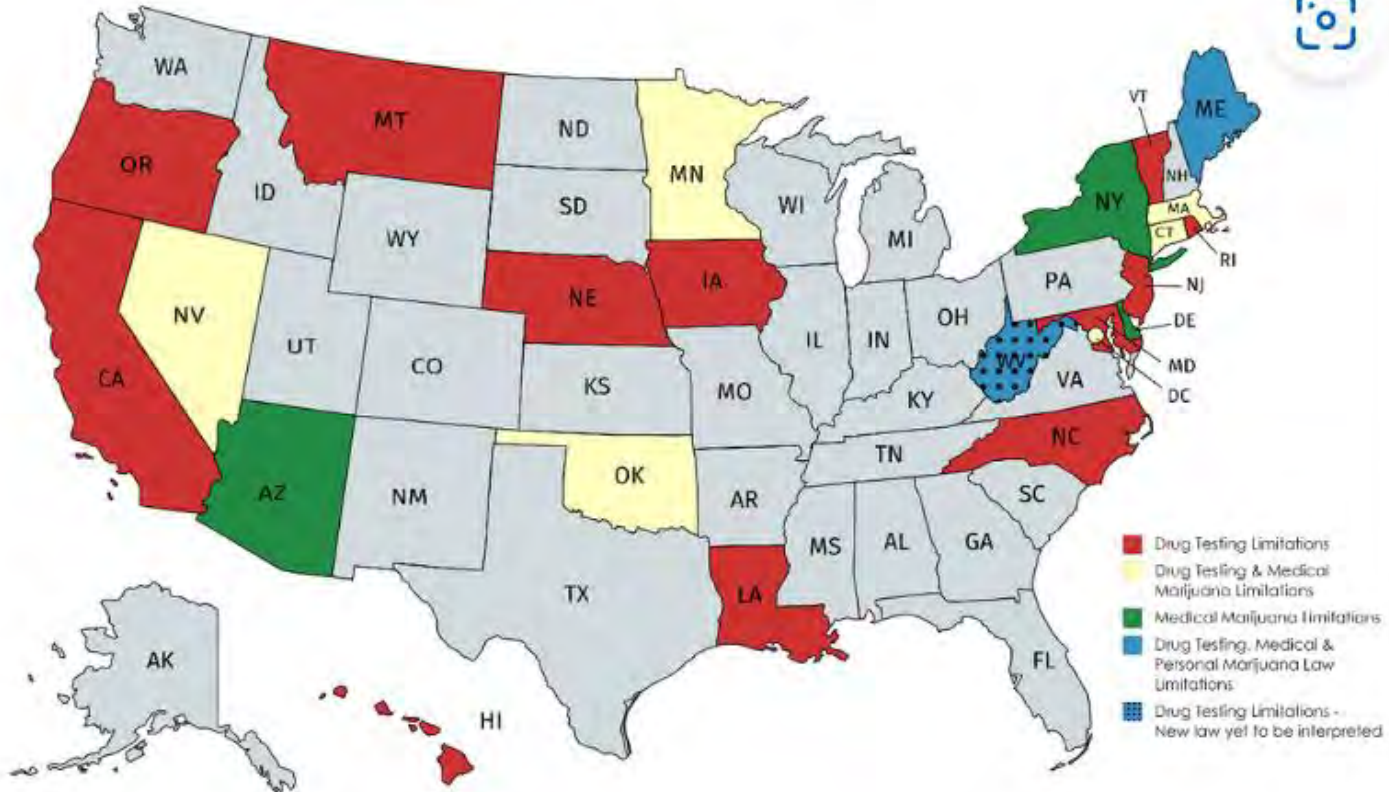 WA
MT
ND
MN
VT
ME
OR
ID
SD
WI
NY
NH
WY
MI
MA
CT
RI
NE
IA
PA
NJ
NV
UT
CO
IL
IN
OH
DE
WV
MD
CA
KS
MO
KY
VA
DC
TN
NC
AZ
NM
OK
AR
SC
MS
AL
GA
TX
LA
AK
HI
FL
Drug Testing Limitations
Drug Testing & Medical
Marijuana Limitations
Medical Marijuana Limitations
Drug Testing, Medical &
Personal Marijuana Law
Limitations
Drug Testing Limitations -
New law yet to be interpreted